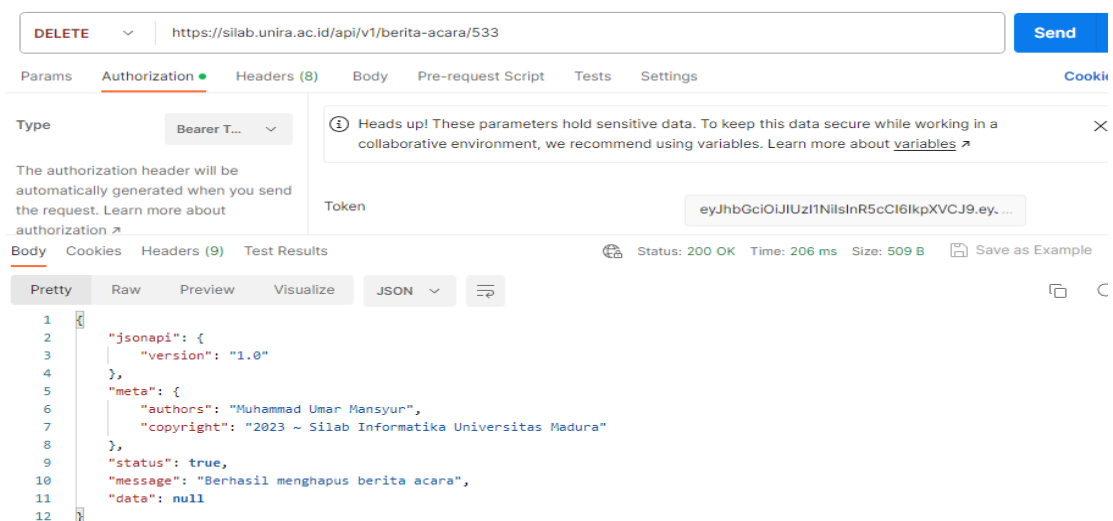 DELETE https://silab.unira.ac.id/api/v1/berita-acara/533 Send
Params Authorization Headers (8) Body Pre-request Script Tests Settings
Type
Bearer T...
Heads up! These parameters hold sensitive data. To keep this data secure while working in a
collaborative environment, we recommend using variables. Learn more about variables ↗
The authorization header will be
automatically generated when you send
the request. Learn more about
authorization ↗
Token
Body Cookies Headers (9) Test Results Status: 200 OK Time: 206 ms Size: 509 B Save as Example
Pretty Raw Preview Visualize JSON
1 {
2 "jsonapi": {
3 "version": "1.0"
4 },
5 "meta": {
6 "authors": "Muhammad Umar Mansyur",
7 "copyright": "2023 ~ Silab Informatika Universitas Madura"
8 },
9 "status": true,
10 "message": "Berhasil menghapus berita acara",
11 "data": null
12 }